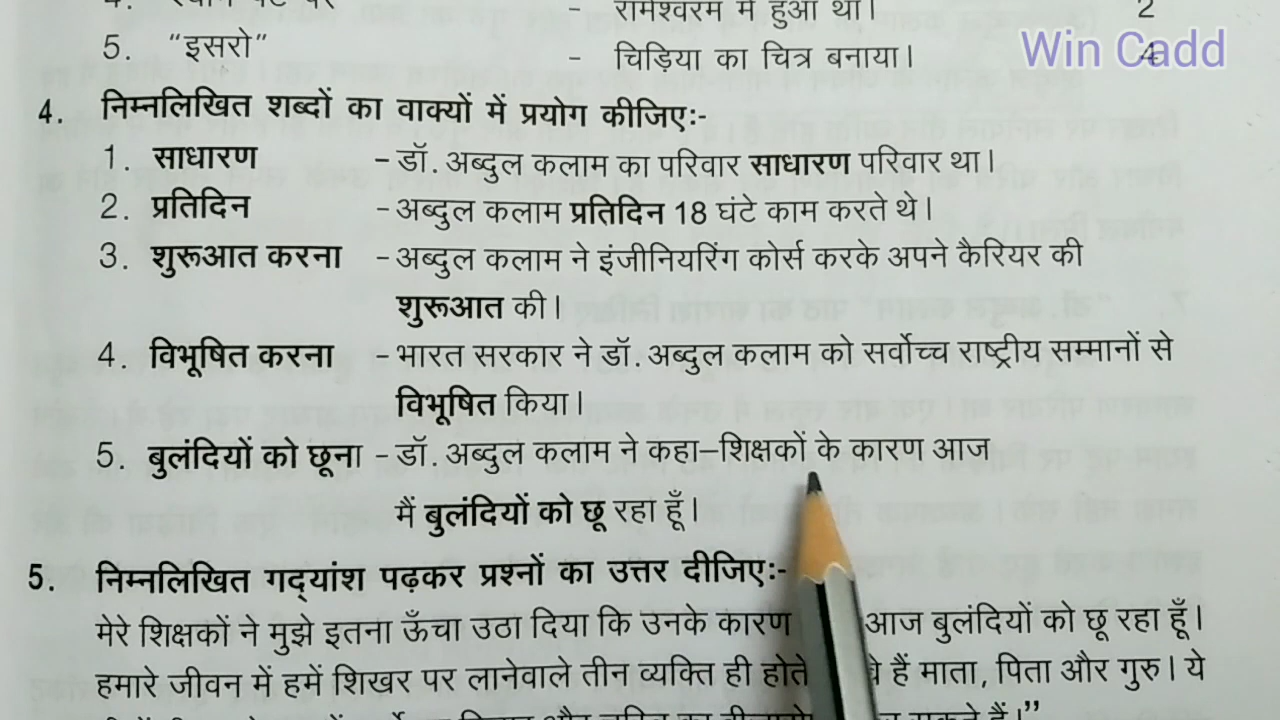 रामेश्वरम में हुआ था। 2
Win Cadd
5. “इसरो” - चिड़िया का चित्र बनाया। 4
4. निम्नलिखित शब्दों का वाक्यों में प्रयोग कीजिए:-
1. साधारण - डॉ. अब्दुल कलाम का परिवार साधारण परिवार था।
2. प्रतिदिन - अब्दुल कलाम प्रतिदिन 18 घंटे काम करते थे।
3. शुरूआत करना - अब्दुल कलाम ने इंजीनियरिंग कोर्स करके अपने कैरियर की
शुरूआत की।
4. विभूषित करना - भारत सरकार ने डॉ. अब्दुल कलाम को सर्वोच्च राष्ट्रीय सम्मानों से
विभूषित किया।
5. बुलंदियों को छूना - डॉ. अब्दुल कलाम ने कहा–शिक्षकों के कारण आज
मैं बुलंदियों को छू रहा हूँ।
5. निम्नलिखित गद्यांश पढ़कर प्रश्नों का उत्तर दीजिए:-
मेरे शिक्षकों ने मुझे इतना ऊँचा उठा दिया कि उनके कारण आज बुलंदियों को छू रहा हूँ।
हमारे जीवन में हमें शिखर पर लानेवाले तीन व्यक्ति ही होते हैं माता, पिता और गुरु। ये